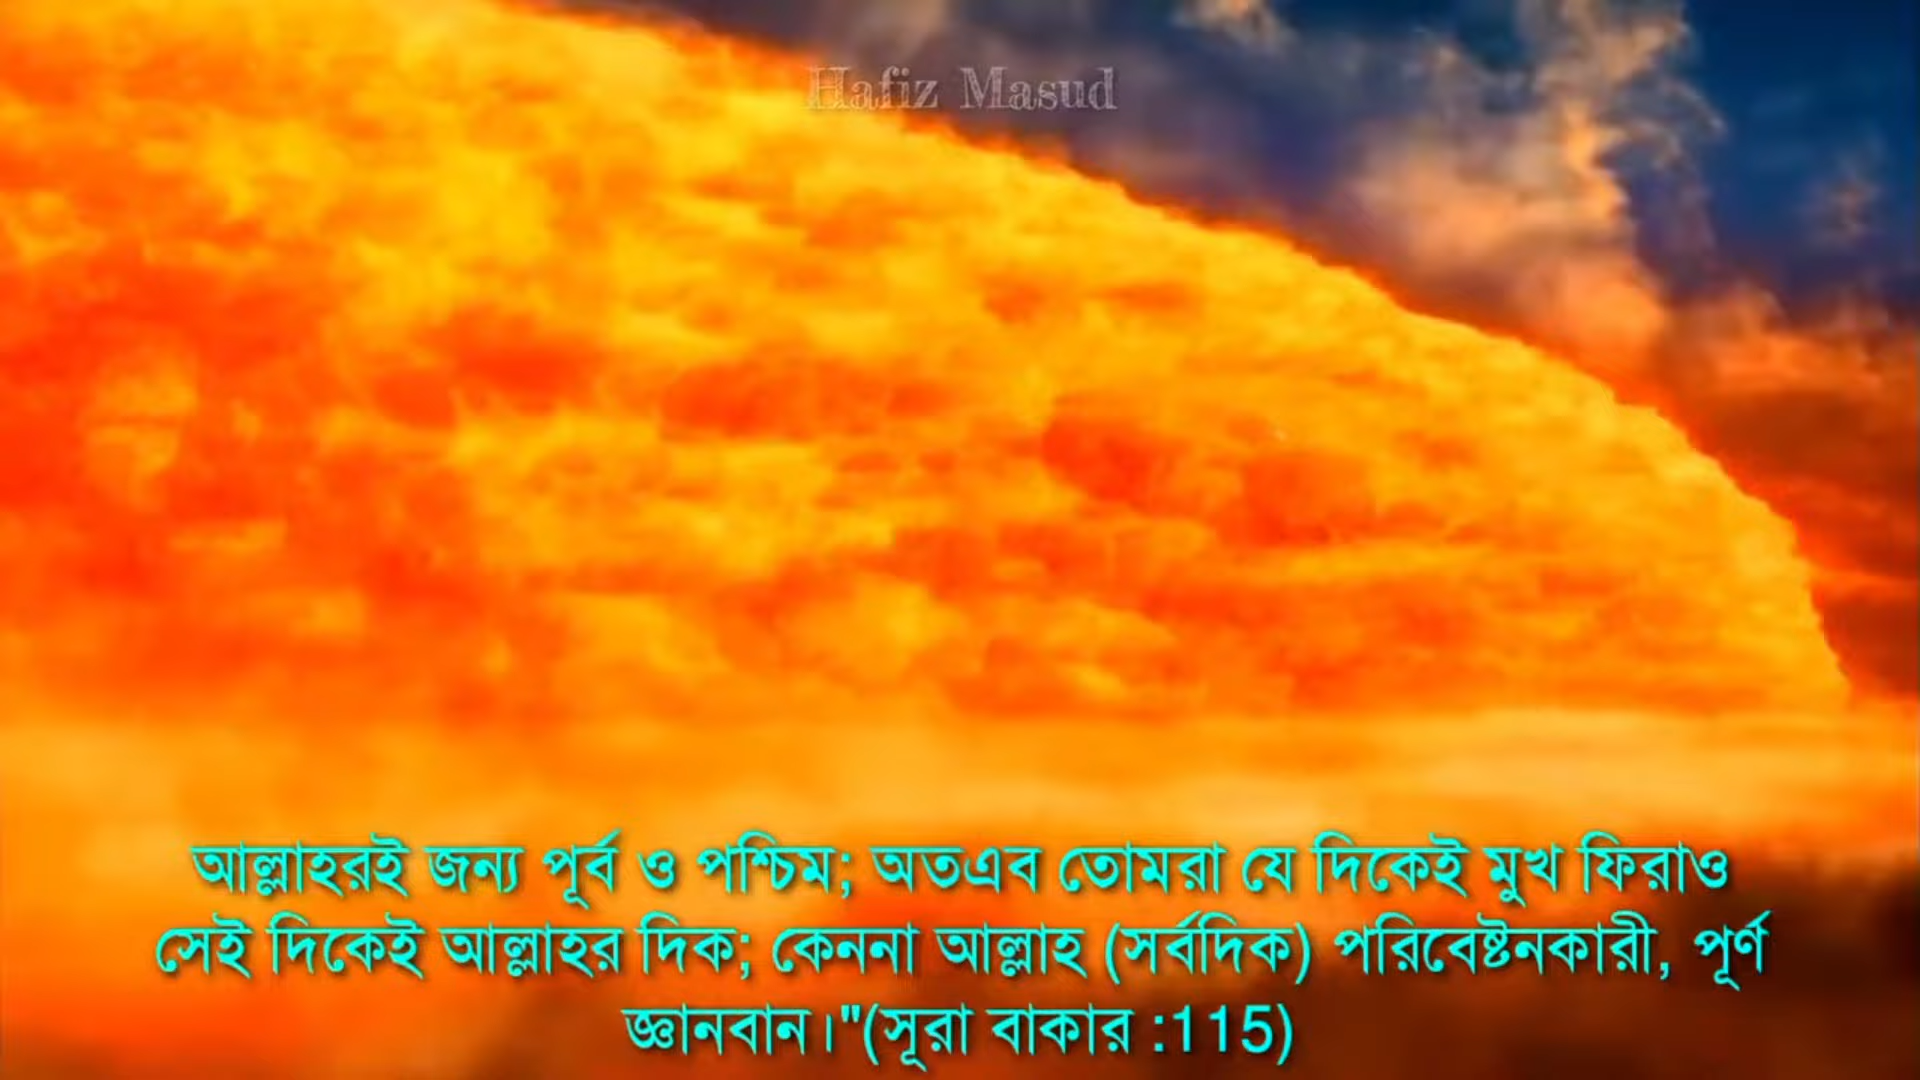 Hafiz Masud
আল্লাহরই জন্য পূর্ব ও পশ্চিম; অতএব তোমরা যে দিকেই মুখ ফিরাও
সেই দিকেই আল্লাহর দিক; কেননা আল্লাহ (সর্বদিক) পরিবেষ্টনকারী, পূর্ণ
জ্ঞানবান।"(সূরা বাকার :115)